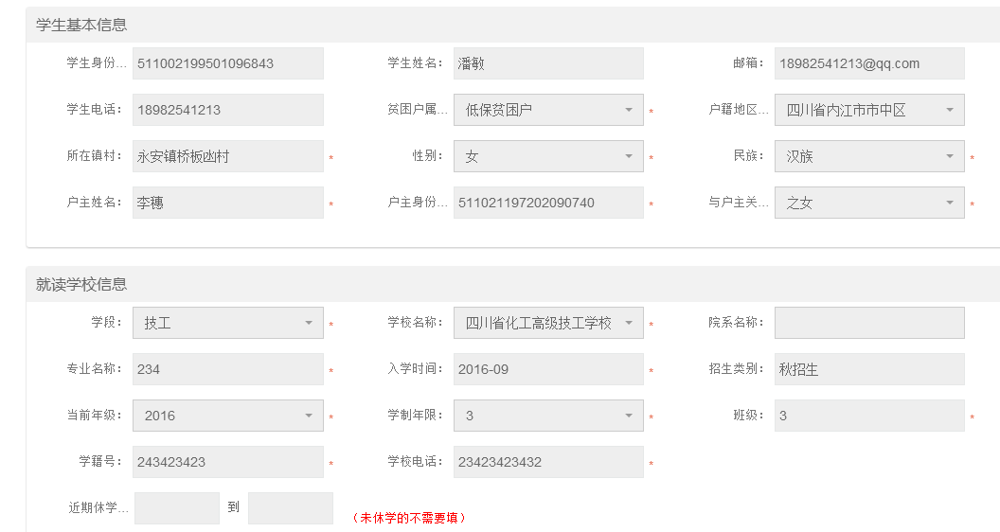 学生基本信息
学生身份... 511002199501096843 学生姓名: 潘敏 邮箱: 18982541213@qq.com
学生电话: 18982541213 贫困户属... 低保贫困户 * 户籍地区... 四川省内江市市中区
所在镇村: 永安镇桥板凼村 * 性别: 女 * 民族: 汉族 *
户主姓名: 李穗 * 户主身份... 511021197202090740 * 与户主关... 之女 *
就读学校信息
学段: 技工 * 学校名称: 四川省化工高级技工学校 * 院系名称:
专业名称: 234 * 入学时间: 2016-09 招生类别: 秋招生
当前年级: 2016 * 学制年限: 3 * 班级: 3 *
学籍号: 243423423 * 学校电话: 23423423432 *
近期休学... 到 （未休学的不需要填）